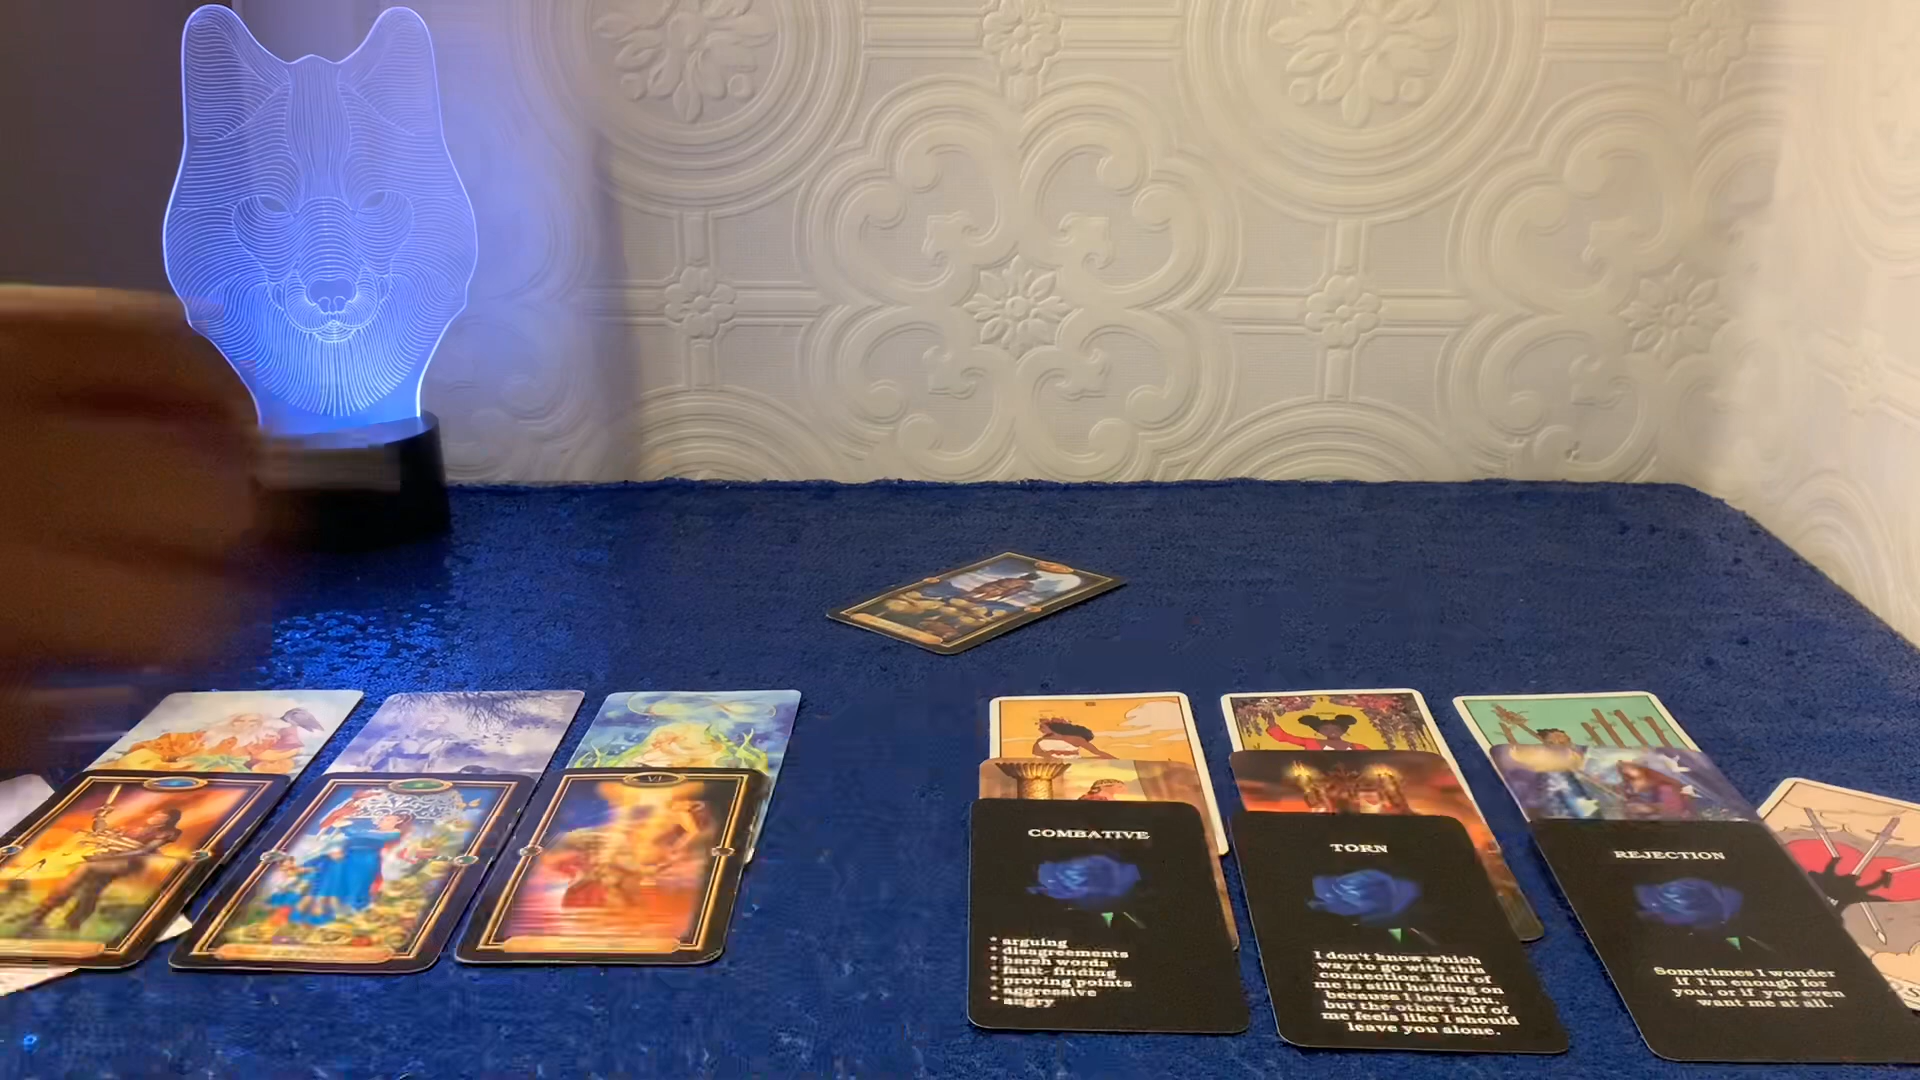 VI
COMBATIVE
* arguing
* disagreements
* harsh words
* fault-finding
* proving points
* aggressive
* angry
TORN
I don't know which
way to go with this
connection. Half of
me is still holding on
because I love you,
but the other half of
me feels like I should
leave you alone.
REJECTION
Sometimes I wonder
if I'm enough for
you, or if you even
want me at all.